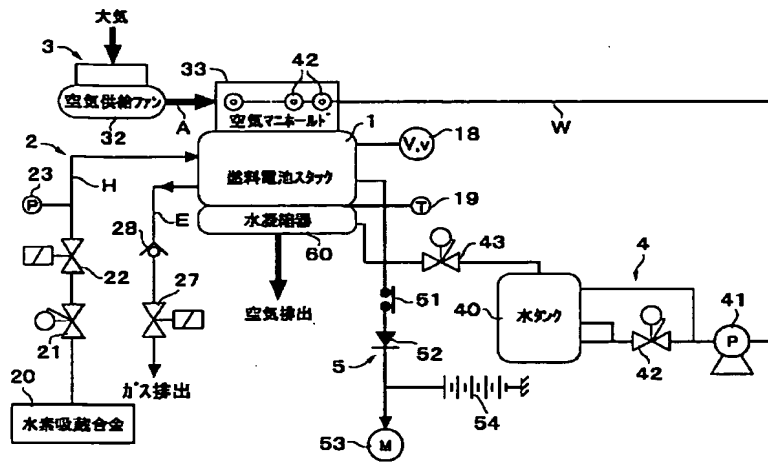 大気
3
空気供給ファン
32
A
33
42
空気マニホールド
1
W
V,v
18
2
23
P
H
燃料電池スタック
T
19
E
28
水凝縮器
60
43
4
22
27
空気排出
51
40
水タンク
41
P
21
52
42
5
20
ガス排出
54
水素吸蔵合金
53
M